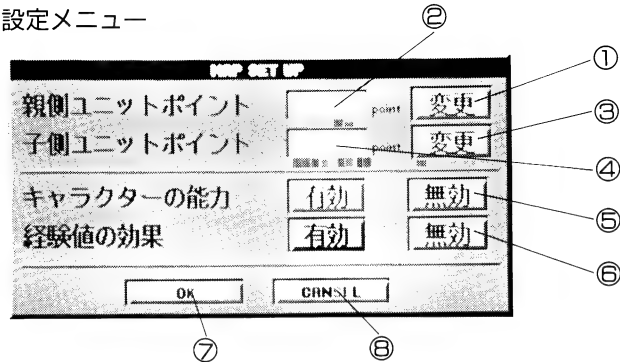 設定メニュー
②
MAP SET UP
①
親側ユニットポイント point 変更
③
子側ユニットポイント point 変更
④
キャラクターの能力 有効 無効
⑤
経験値の効果 有効 無効
⑥
OK CANSEL
⑦ ⑧